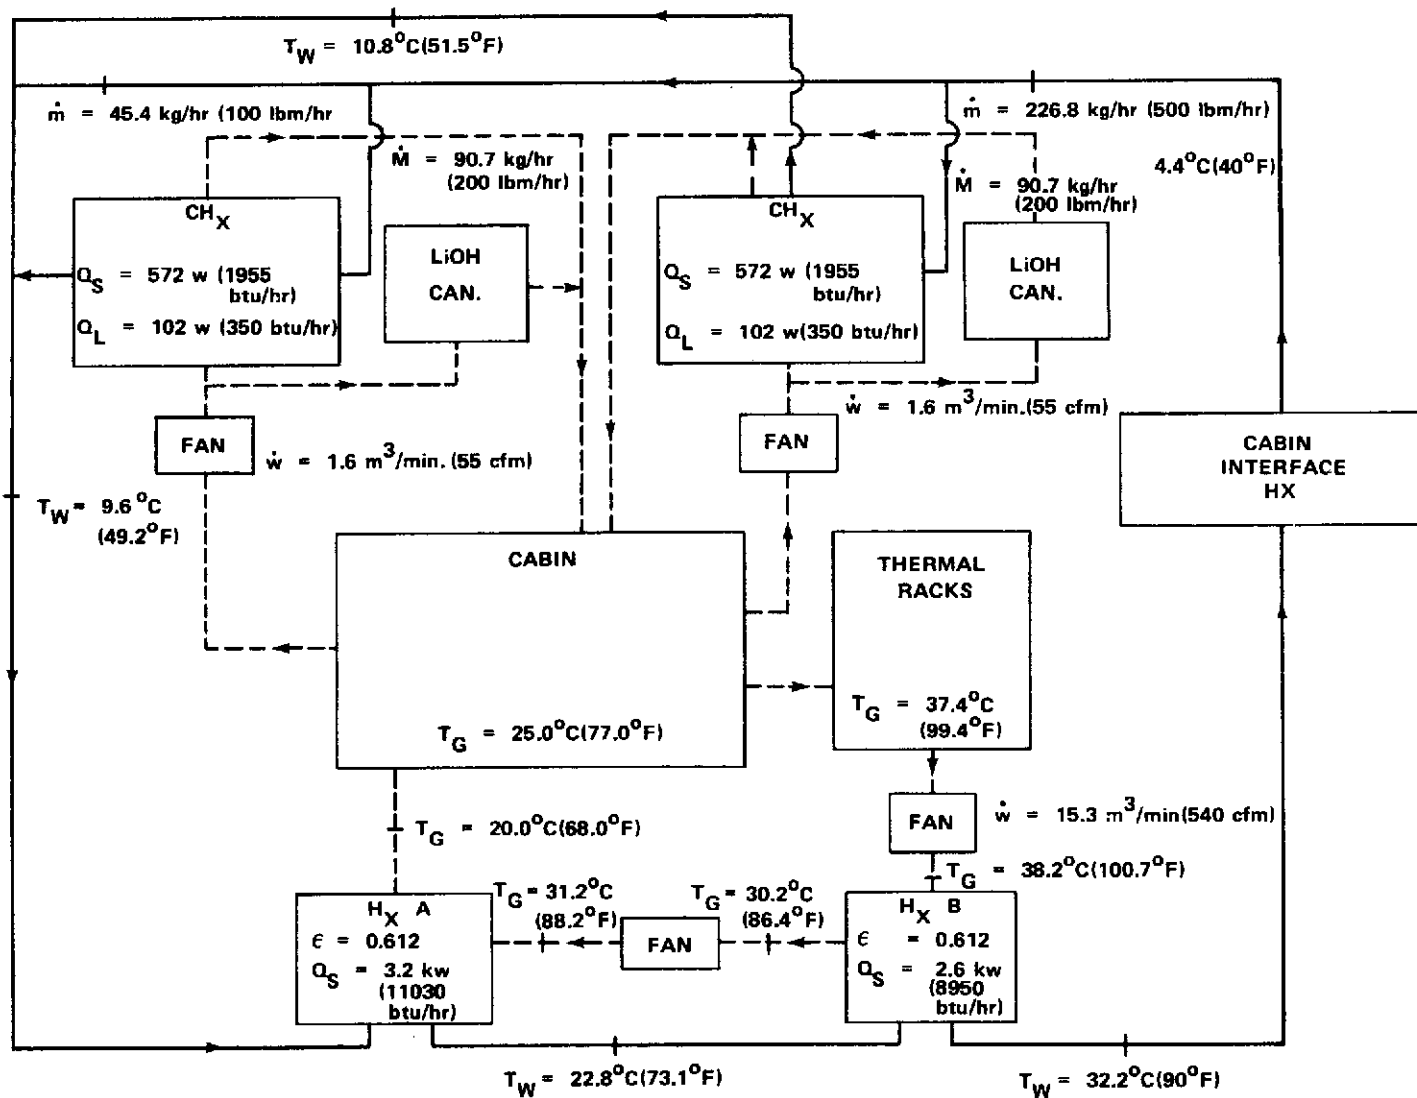 T_W = 10.8°C(51.5°F)
ṁ = 45.4 kg/hr (100 lbm/hr
ṁ = 226.8 kg/hr (500 lbm/hr)
Ṁ = 90.7 kg/hr
(200 lbm/hr)
4.4°C(40°F)
Ṁ = 90.7 kg/hr
(200 lbm/hr)
CH_X
Q_S = 572 w (1955
btu/hr)
Q_L = 102 w(350 btu/hr)
LiOH
CAN.
CH_X
Q_S = 572 w (1955
btu/hr)
Q_L = 102 w(350 btu/hr)
LiOH
CAN.
FAN
ẇ = 1.6 m³/min.(55 cfm)
FAN
ẇ = 1.6 m³/min.(55 cfm)
CABIN
INTERFACE
HX
T_W = 9.6°C
(49.2°F)
CABIN
T_G = 25.0°C(77.0°F)
THERMAL
RACKS
T_G = 37.4°C
(99.4°F)
T_G = 20.0°C(68.0°F)
FAN
ẇ = 15.3 m³/min(540 cfm)
T_G = 38.2°C(100.7°F)
H_X A
ϵ = 0.612
Q_S = 3.2 kw
(11030
btu/hr)
T_G = 31.2°C
(88.2°F)
FAN
T_G = 30.2°C
(86.4°F)
H_X B
ϵ = 0.612
Q_S = 2.6 kw
(8950
btu/hr)
T_W = 22.8°C(73.1°F)
T_W = 32.2°C(90°F)